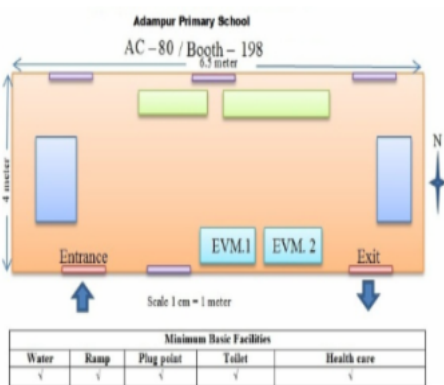 Adampur Primary School
AC – 80 / Booth – 198
6.5 meter
4 meter
N
EVM.1 EVM. 2
Entrance Exit
Scale 1 cm = 1 meter
Minimum Basic Facilities
Water Ramp Plug point Toilet Health care
√ √ √ √ √